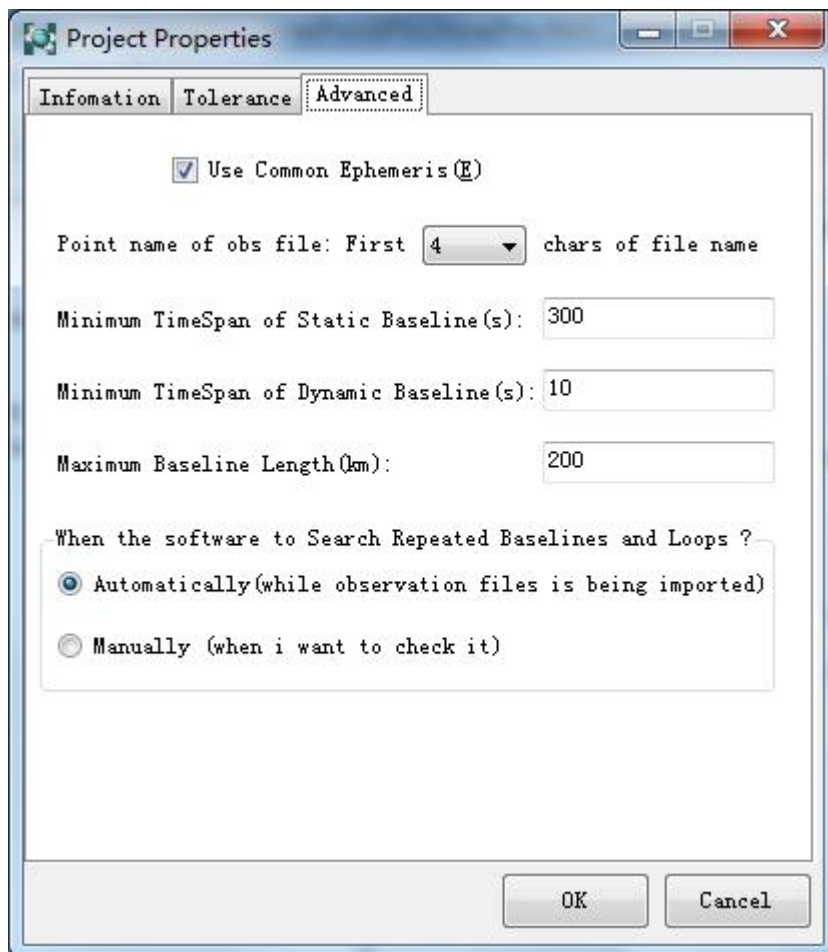 Project Properties
Infomation Tolerance Advanced
Use Common Ephemeris(E)
Point name of obs file: First 4 chars of file name
Minimum TimeSpan of Static Baseline(s): 300
Minimum TimeSpan of Dynamic Baseline(s): 10
Maximum Baseline Length(km): 200
When the software to Search Repeated Baselines and Loops ?
Automatically(while observation files is being imported)
Manually (when i want to check it)
OK Cancel